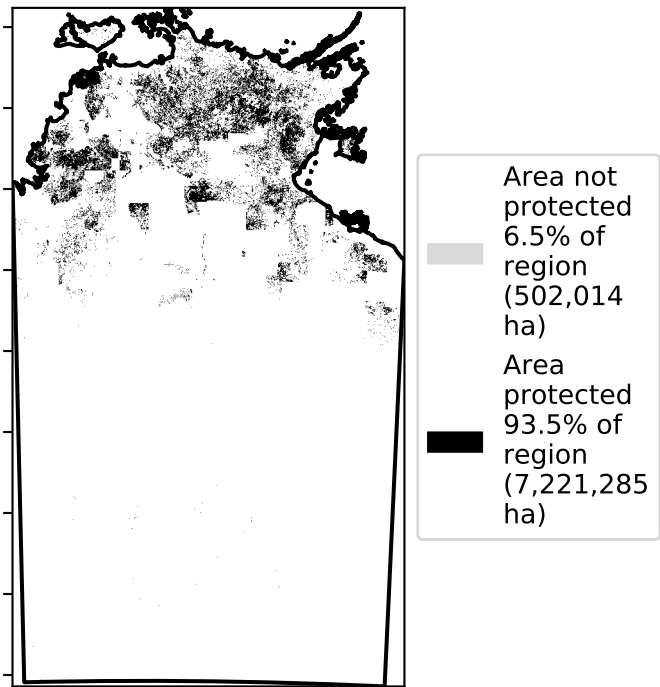 Area not
protected
6.5% of
region
(502,014
ha)
Area
protected
93.5% of
region
(7,221,285
ha)